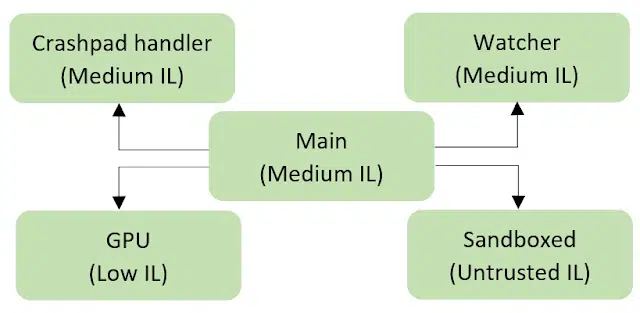 Crashpad handler
(Medium IL)
Watcher
(Medium IL)
Main
(Medium IL)
GPU
(Low IL)
Sandboxed
(Untrusted IL)